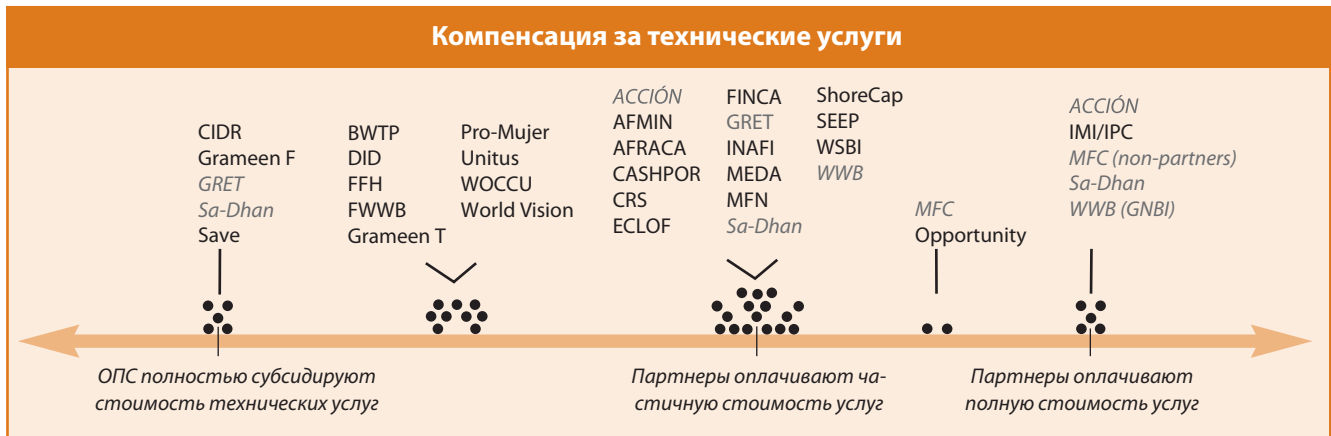 Компенсация за технические услуги
CIDR
Grameen F
GRET
Sa-Dhan
Save
BWTP
DID
FFH
FWWB
Grameen T
Pro-Mujer
Unitus
WOCCU
World Vision
ACCIÓN
AFMIN
AFRACA
CASHPOR
CRS
ECLOF
FINCA
GRET
INAFI
MEDA
MFN
Sa-Dhan
ShoreCap
SEEP
WSBI
WWB
MFC
Opportunity
ACCIÓN
IMI/IPC
MFC (non-partners)
Sa-Dhan
WWB (GNBI)
ОПС полностью субсидируют
стоимость технических услуг
Партнеры оплачивают ча-
стичную стоимость услуг
Партнеры оплачивают
полную стоимость услуг